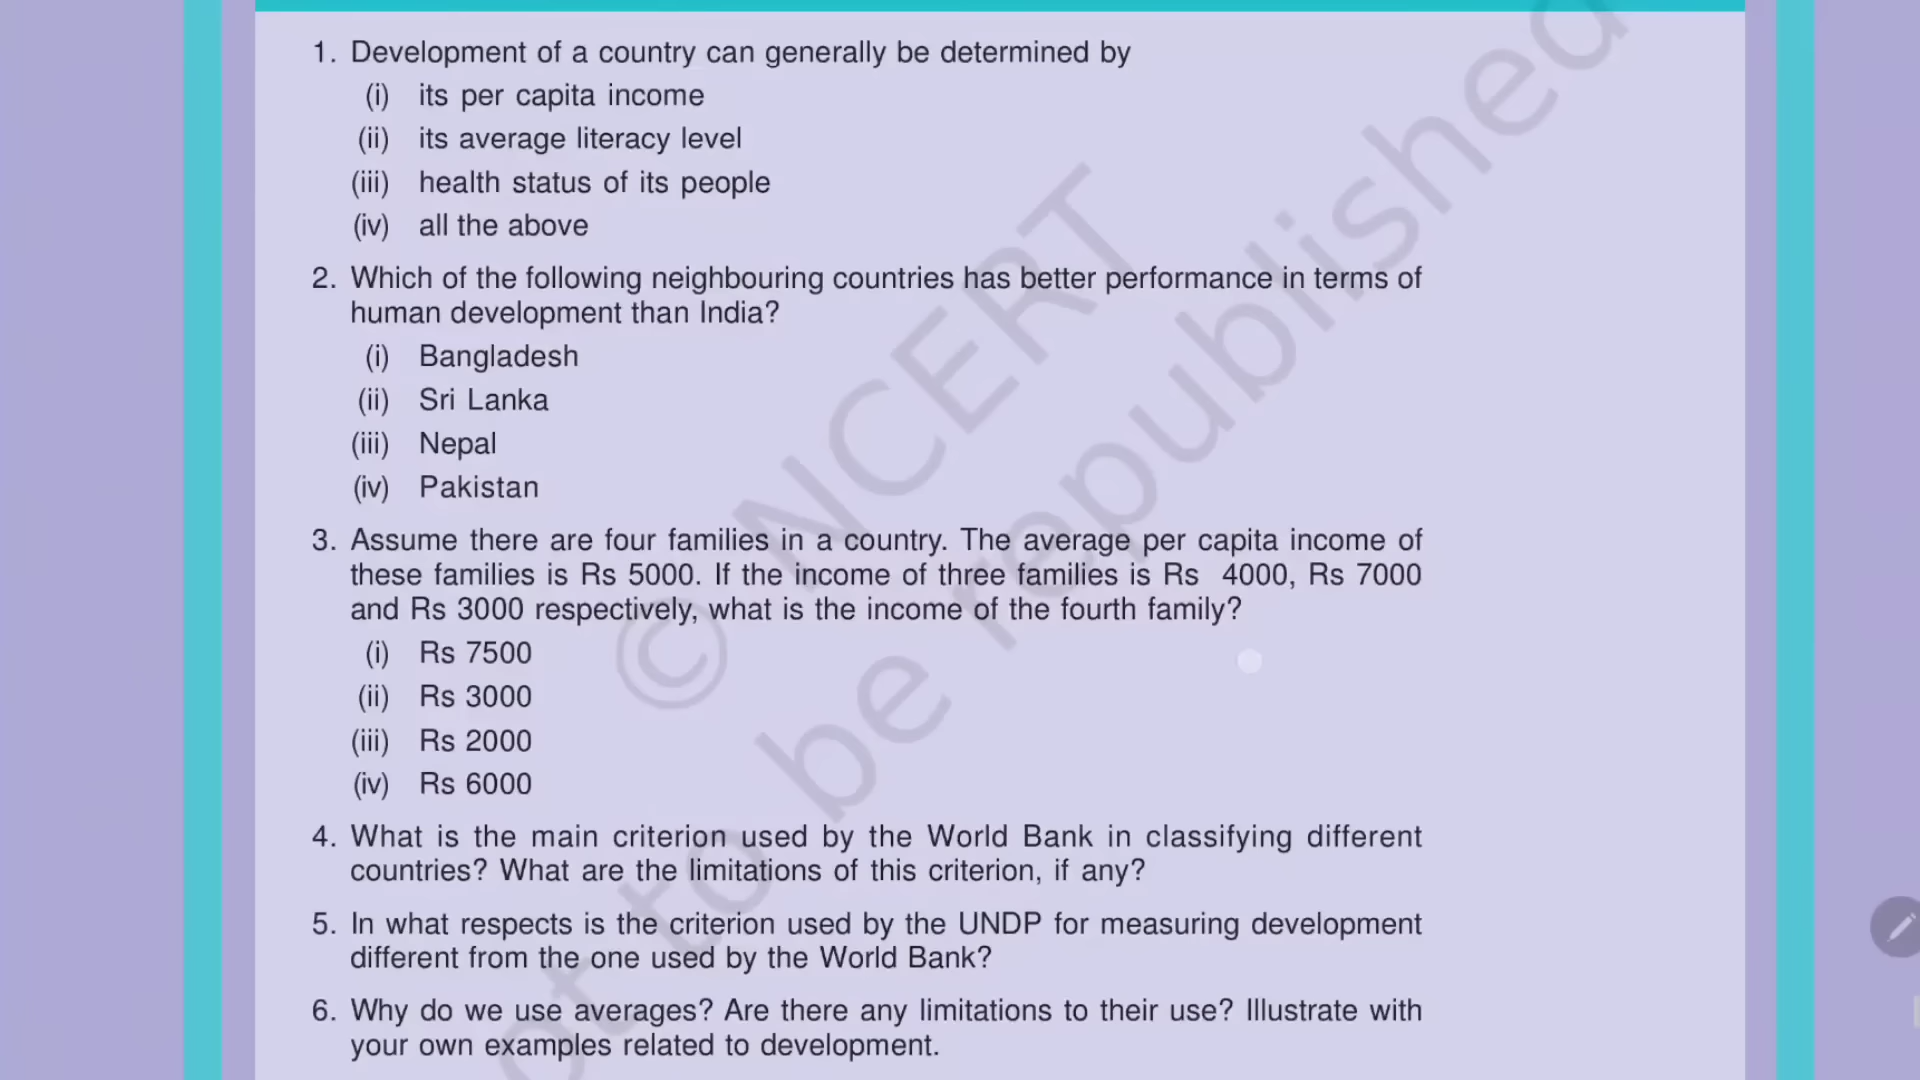 1. Development of a country can generally be determined by
(i) its per capita income
(ii) its average literacy level
(iii) health status of its people
(iv) all the above
2. Which of the following neighbouring countries has better performance in terms of
human development than India?
(i) Bangladesh
(ii) Sri Lanka
(iii) Nepal
(iv) Pakistan
3. Assume there are four families in a country. The average per capita income of
these families is Rs 5000. If the income of three families is Rs 4000, Rs 7000
and Rs 3000 respectively, what is the income of the fourth family?
(i) Rs 7500
(ii) Rs 3000
(iii) Rs 2000
(iv) Rs 6000
4. What is the main criterion used by the World Bank in classifying different
countries? What are the limitations of this criterion, if any?
5. In what respects is the criterion used by the UNDP for measuring development
different from the one used by the World Bank?
6. Why do we use averages? Are there any limitations to their use? Illustrate with
your own examples related to development.
© NCERT
not to be republished